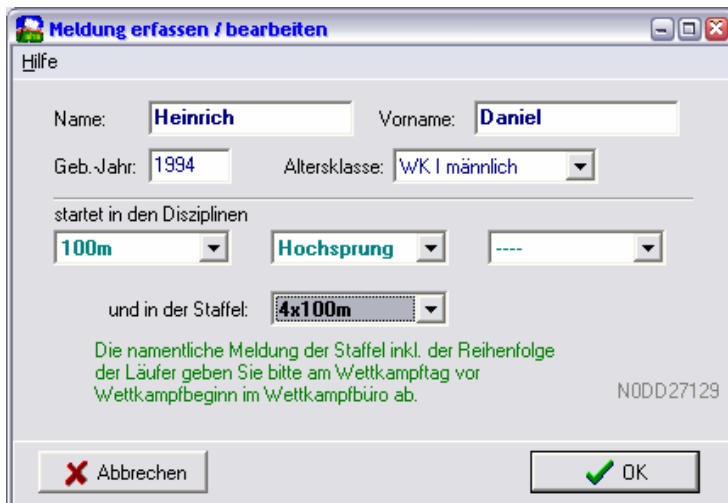 Meldung erfassen / bearbeiten
Hilfe
Name: Heinrich Vorname: Daniel
Geb.-Jahr: 1994 Altersklasse: WK I männlich
startet in den Disziplinen
100m Hochsprung ----
und in der Staffel: 4x100m
Die namentliche Meldung der Staffel inkl. der Reihenfolge
der Läufer geben Sie bitte am Wettkampftag vor
Wettkampfbeginn im Wettkampfbüro ab.
N0DD27129
Abbrechen OK